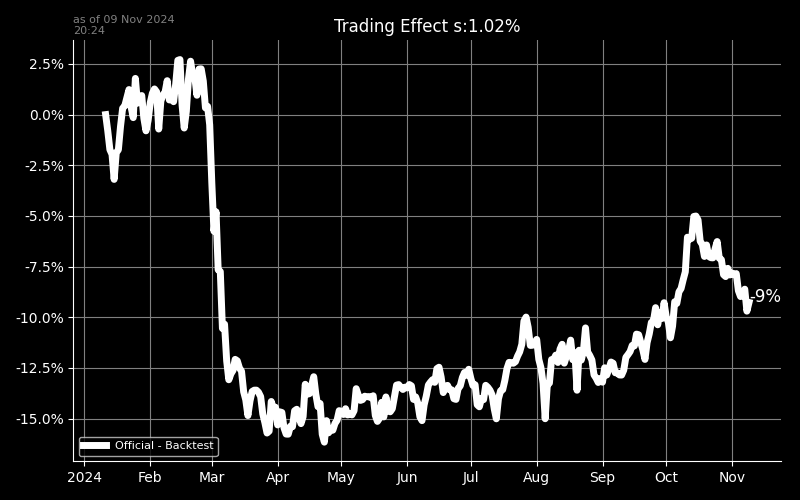 as of 09 Nov 2024
20:24
Trading Effect s:1.02%
2.5%
0.0%
-2.5%
-5.0%
-7.5%
-10.0%
-12.5%
-15.0%
-9%
Official - Backtest
2024 Feb Mar Apr May Jun Jul Aug Sep Oct Nov